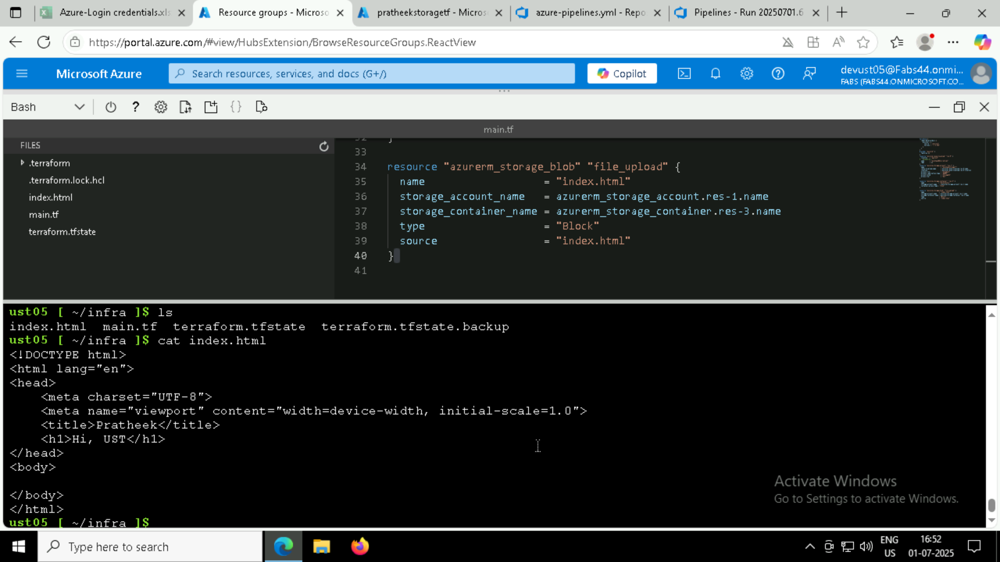 Azure-Login credentials.xls
Resource groups - Microso
pratheekstoragetf - Micros
azure-pipelines.yml - Repo
Pipelines - Run 20250701.6
https://portal.azure.com/#view/HubsExtension/BrowseResourceGroups.ReactView
Microsoft Azure
Search resources, services, and docs (G+/)
Copilot
devust05@Fabs44.onmi...
FABS (FABS44.ONMICROSOFT.CO...
Bash
main.tf
FILES
.terraform
.terraform.lock.hcl
index.html
main.tf
terraform.tfstate
32 }
33
34 resource "azurerm_storage_blob" "file_upload" {
35 name = "index.html"
36 storage_account_name = azurerm_storage_account.res-1.name
37 storage_container_name = azurerm_storage_container.res-3.name
38 type = "Block"
39 source = "index.html"
40 }
41
ust05 [ ~/infra ]$ ls
index.html main.tf terraform.tfstate terraform.tfstate.backup
ust05 [ ~/infra ]$ cat index.html
<!DOCTYPE html>
<html lang="en">
<head>
<meta charset="UTF-8">
<meta name="viewport" content="width=device-width, initial-scale=1.0">
<title>Pratheek</title>
<h1>Hi, UST</h1>
</head>
<body>
</body>
</html>
ust05 [ ~/infra ]$
Activate Windows
Go to Settings to activate Windows.
Type here to search
ENG
US
16:52
01-07-2025